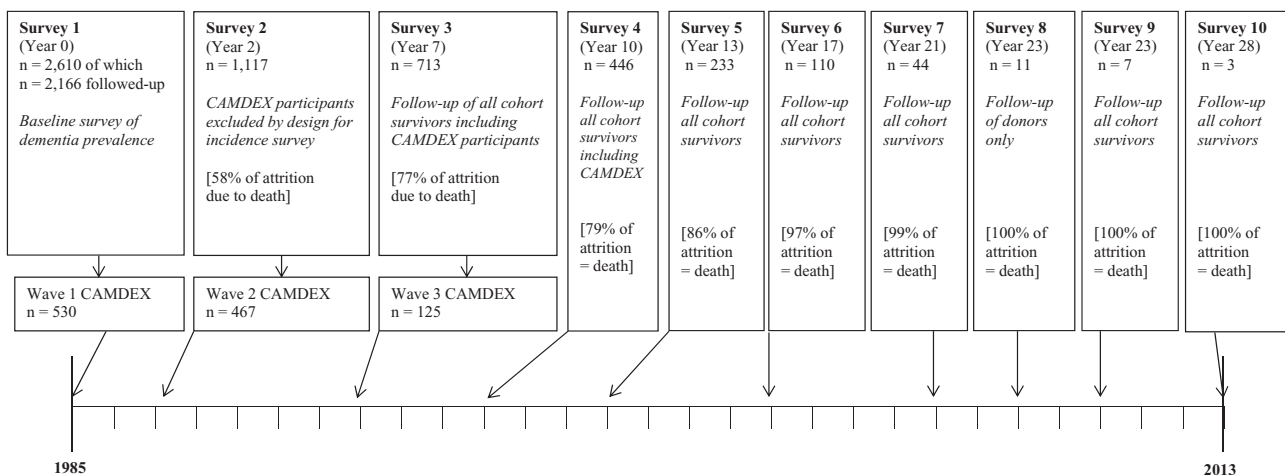 Survey 1
(Year 0)
n = 2,610 of which
n = 2,166 followed-up
Baseline survey of
dementia prevalence
Survey 2
(Year 2)
n = 1,117
CAMDEX participants
excluded by design for
incidence survey
[58% of attrition
due to death]
Survey 3
(Year 7)
n = 713
Follow-up of all cohort
survivors including
CAMDEX participants
[77% of attrition
due to death]
Survey 4
(Year 10)
n = 446
Follow-up
all cohort
survivors
including
CAMDEX
[79% of
attrition
= death]
Survey 5
(Year 13)
n = 233
Follow-up
all cohort
survivors
[86% of
attrition
= death]
Survey 6
(Year 17)
n = 110
Follow-up
all cohort
survivors
[97% of
attrition
= death]
Survey 7
(Year 21)
n = 44
Follow-up
all cohort
survivors
[99% of
attrition
= death]
Survey 8
(Year 23)
n = 11
Follow-up
of donors
only
[100% of
attrition
= death]
Survey 9
(Year 23)
n = 7
Follow-up
all cohort
survivors
[100% of
attrition
= death]
Survey 10
(Year 28)
n = 3
Follow-up
all cohort
survivors
[100% of
attrition
= death]
Wave 1 CAMDEX
n = 530
Wave 2 CAMDEX
n = 467
Wave 3 CAMDEX
n = 125
1985
2013